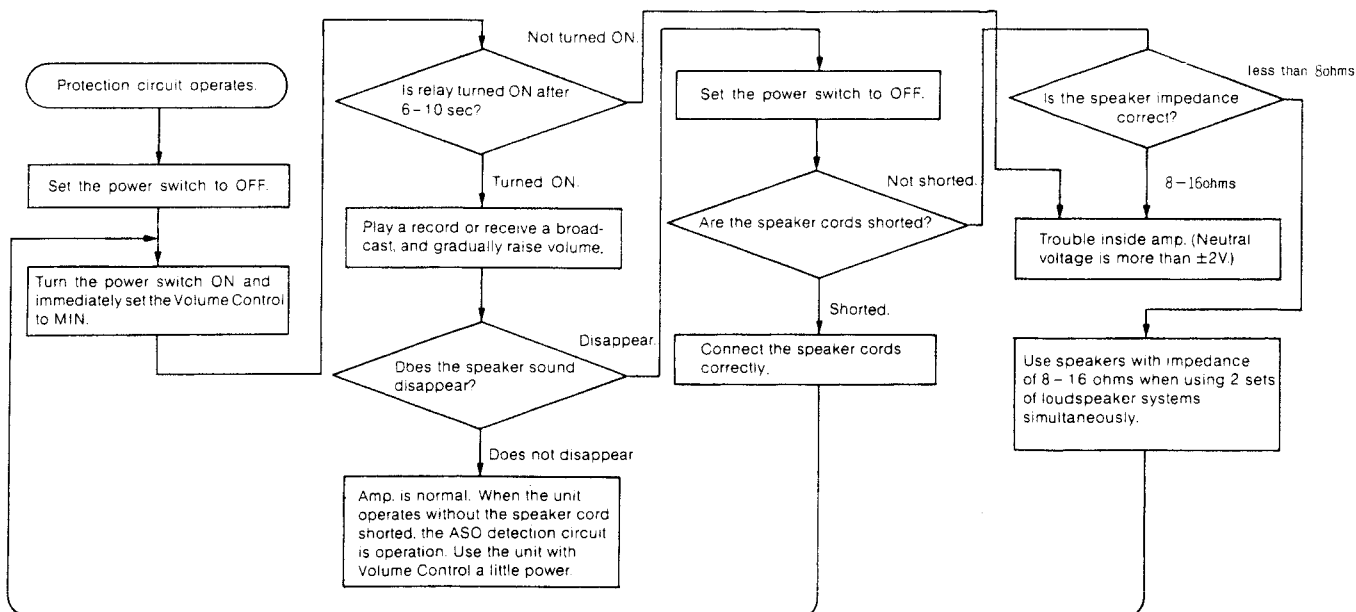 Protection circuit operates.
Set the power switch to OFF.
Turn the power switch ON and
immediately set the Volume Control
to MIN.
Is relay turned ON after
6-10 sec?
Not turned ON.
Turned ON.
Play a record or receive a broad-
cast, and gradually raise volume.
Does the speaker sound
disappear?
Disappear.
Does not disappear
Amp. is normal. When the unit
operates without the speaker cord
shorted, the ASO detection circuit
is operation. Use the unit with
Volume Control a little power.
Set the power switch to OFF.
Are the speaker cords shorted?
Not shorted.
Shorted.
Connect the speaker cords
correctly.
Is the speaker impedance
correct?
less than 8ohms
8-16ohms
Trouble inside amp. (Neutral
voltage is more than ±2V.)
Use speakers with impedance
of 8-16 ohms when using 2 sets
of loudspeaker systems
simultaneously.